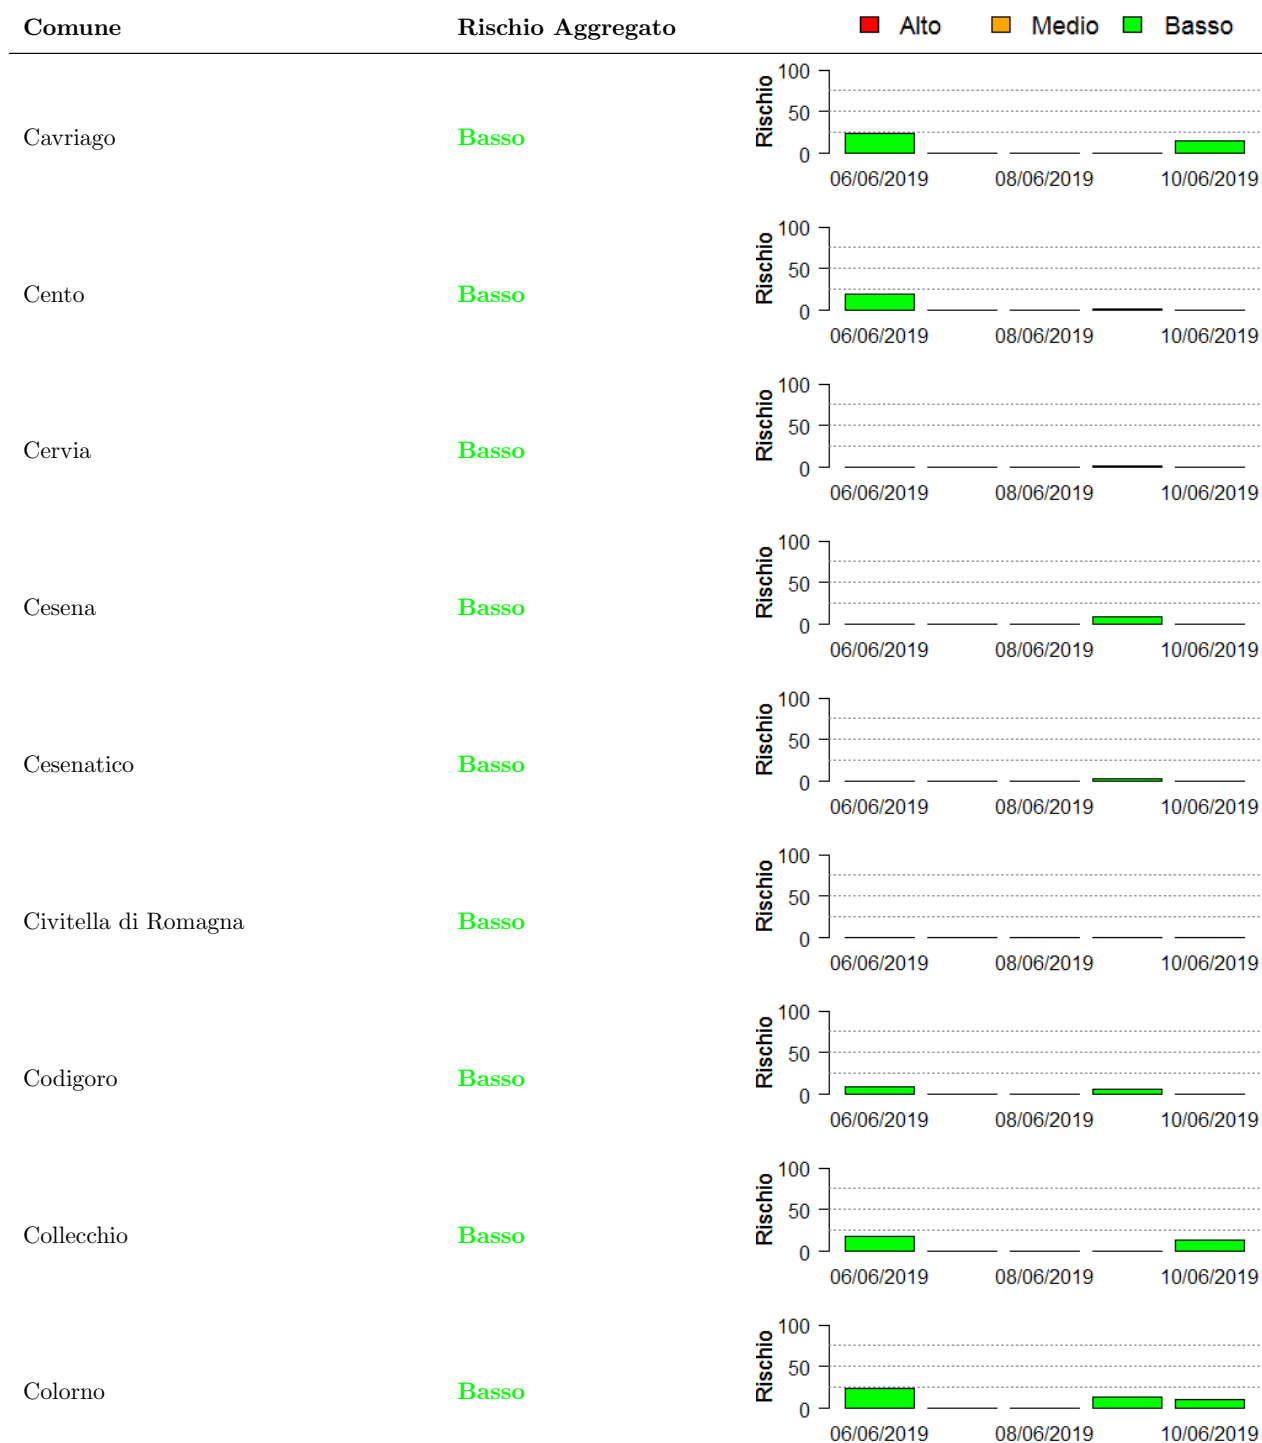 Comune Rischio Aggregato Alto Medio Basso
Cavriago Basso Rischio 100 50 0
06/06/2019 08/06/2019 10/06/2019
Cento Basso Rischio 100 50 0
06/06/2019 08/06/2019 10/06/2019
Cervia Basso Rischio 100 50 0
06/06/2019 08/06/2019 10/06/2019
Cesena Basso Rischio 100 50 0
06/06/2019 08/06/2019 10/06/2019
Cesenatico Basso Rischio 100 50 0
06/06/2019 08/06/2019 10/06/2019
Civitella di Romagna Basso Rischio 100 50 0
06/06/2019 08/06/2019 10/06/2019
Codigoro Basso Rischio 100 50 0
06/06/2019 08/06/2019 10/06/2019
Collecchio Basso Rischio 100 50 0
06/06/2019 08/06/2019 10/06/2019
Colorno Basso Rischio 100 50 0
06/06/2019 08/06/2019 10/06/2019